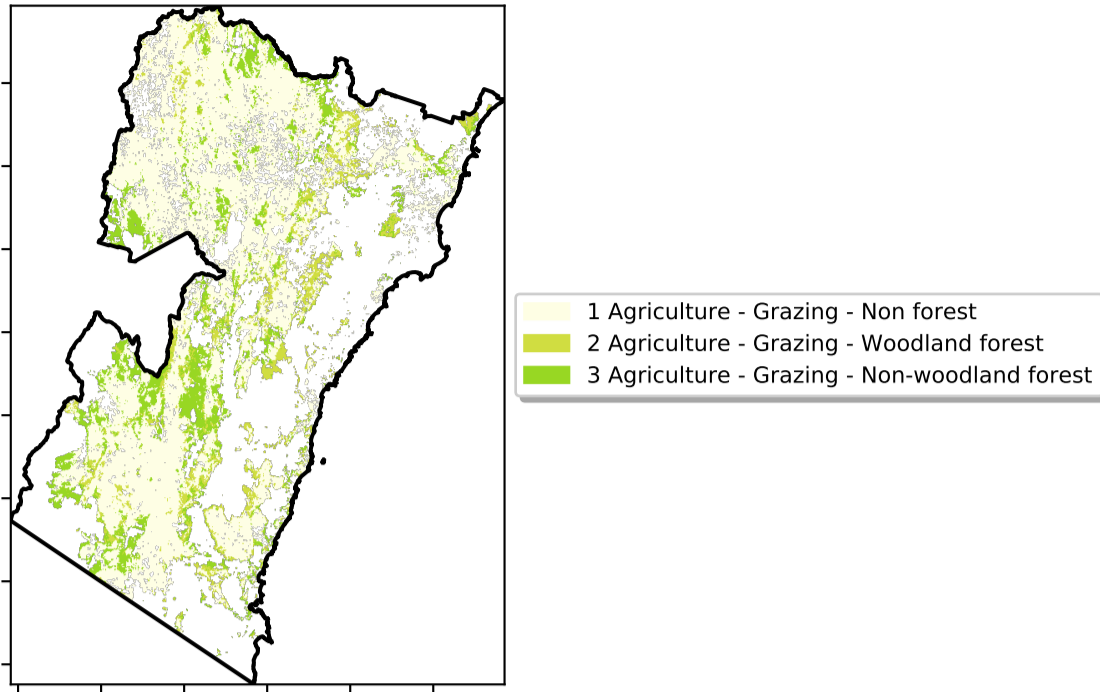 1 Agriculture - Grazing - Non forest
2 Agriculture - Grazing - Woodland forest
3 Agriculture - Grazing - Non-woodland forest